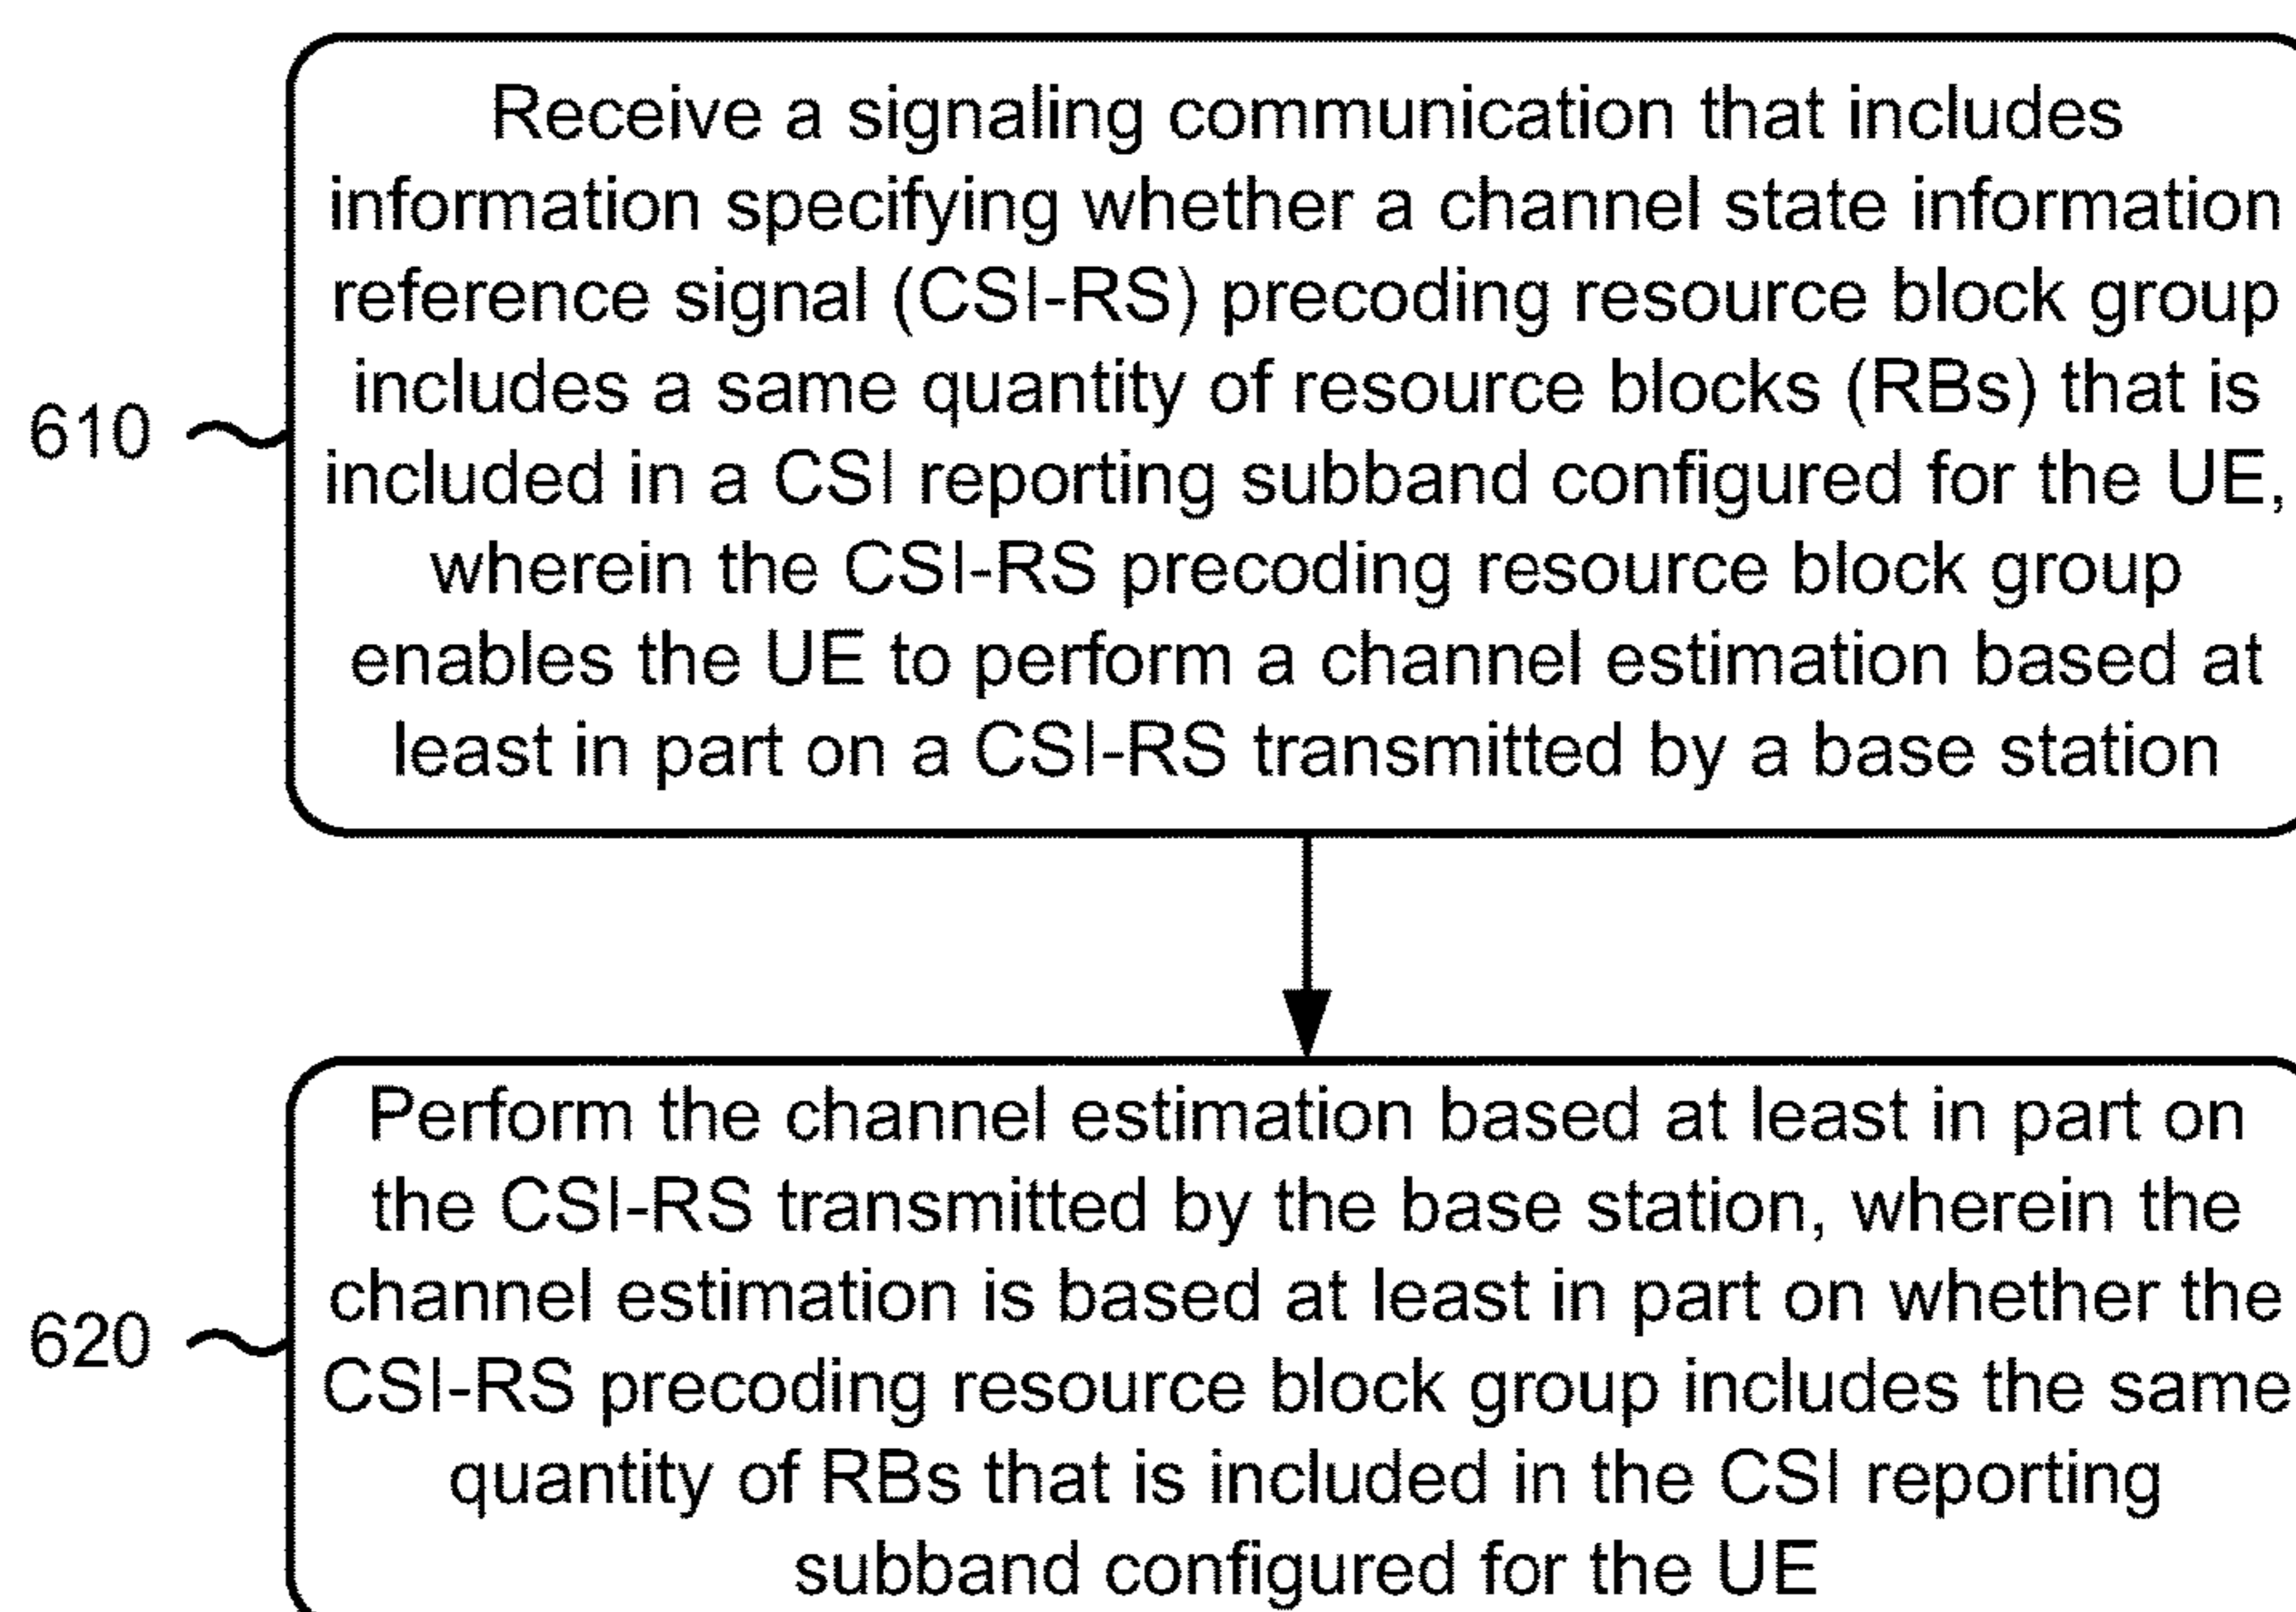 Receive a signaling communication that includes
information specifying whether a channel state information
reference signal (CSI-RS) precoding resource block group
includes a same quantity of resource blocks (RBs) that is
included in a CSI reporting subband configured for the UE,
wherein the CSI-RS precoding resource block group
enables the UE to perform a channel estimation based at
least in part on a CSI-RS transmitted by a base station
610
Perform the channel estimation based at least in part on
the CSI-RS transmitted by the base station, wherein the
channel estimation is based at least in part on whether the
CSI-RS precoding resource block group includes the same
quantity of RBs that is included in the CSI reporting
subband configured for the UE
620